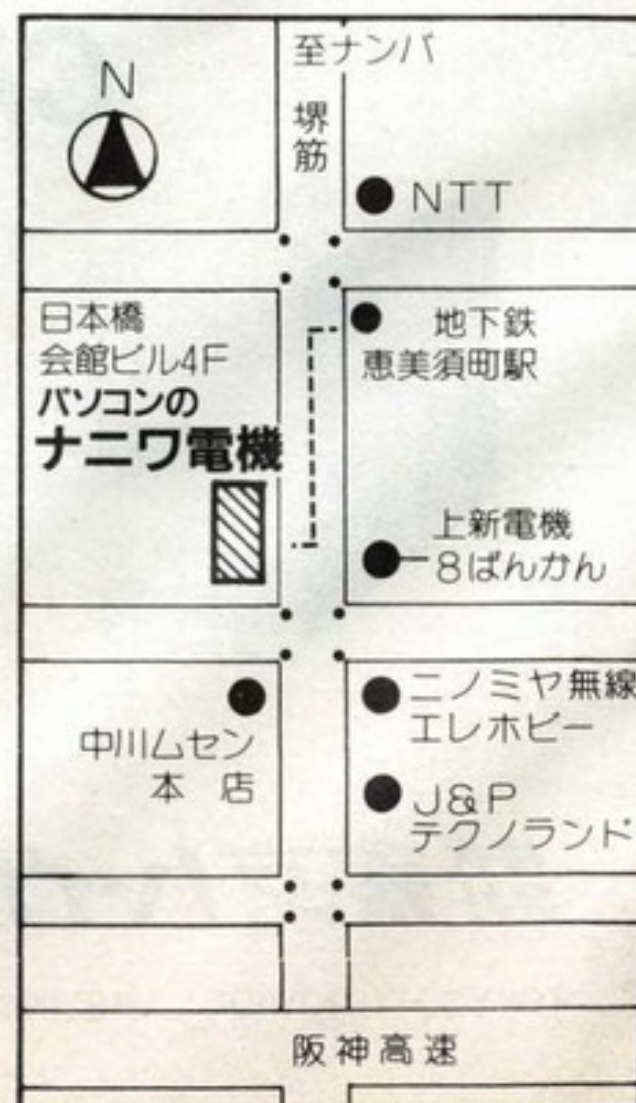 N
至ナンバ
堺筋
NTT
日本橋
会館ビル4F
パソコンの
ナニワ電機
地下鉄
恵美須町駅
上新電機
8ばんかん
中川ムセン
本店
ニノミヤ無線
エレホビー
J&P
テクノランド
阪神高速